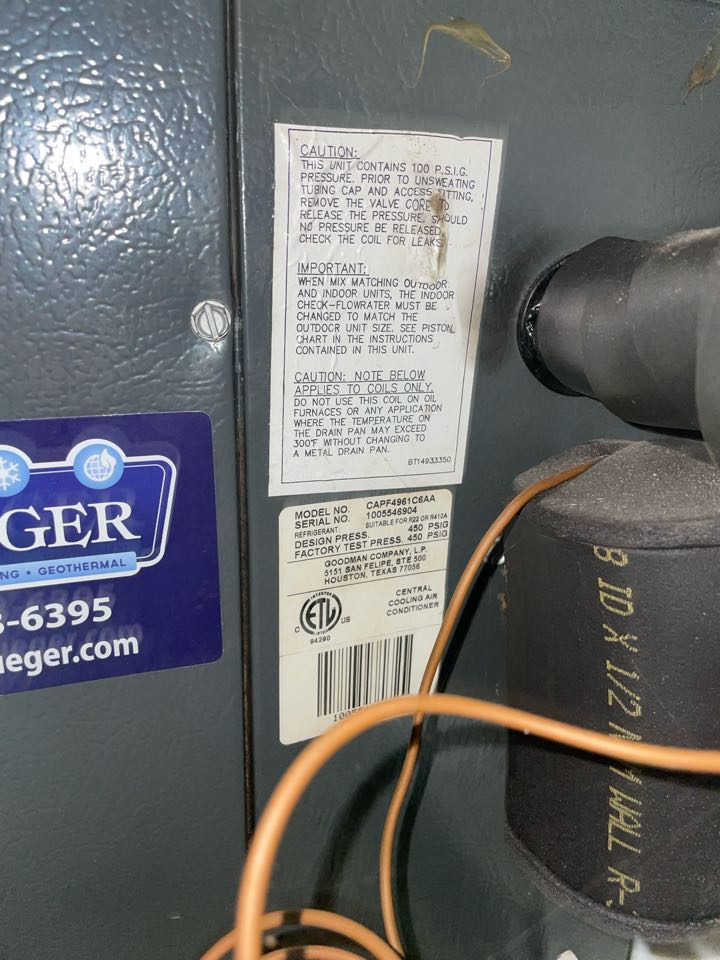 CAUTION:
THIS UNIT CONTAINS 100 P.S.I.G.
PRESSURE. PRIOR TO UNSWEATING
TUBING CAP AND ACCESS FITTING,
REMOVE THE VALVE CORE TO
RELEASE THE PRESSURE. SHOULD
NO PRESSURE BE RELEASED,
CHECK THE COIL FOR LEAKS.
IMPORTANT:
WHEN MIX MATCHING OUTDOOR
AND INDOOR UNITS, THE INDOOR
CHECK-FLOWRATER MUST BE
CHANGED TO MATCH THE
OUTDOOR UNIT SIZE. SEE PISTON
CHART IN THE INSTRUCTIONS
CONTAINED IN THIS UNIT.
CAUTION: NOTE BELOW
APPLIES TO COILS ONLY.
DO NOT USE THIS COIL ON OIL
FURNACES OR ANY APPLICATION
WHERE THE TEMPERATURE ON
THE DRAIN PAN MAY EXCEED
300°F WITHOUT CHANGING TO
A METAL DRAIN PAN.
BT14933350
MODEL NO. CAPF4961C6AA
SERIAL NO. 1005546904
REFRIGERANT: SUITABLE FOR R22 OR R410A
DESIGN PRESS. 450 PSIG
FACTORY TEST PRESS. 450 PSIG
GOODMAN COMPANY, L.P.
5151 SAN FELIPE, STE 500
HOUSTON, TEXAS 77056
INTERTEK
C ETL US
LISTED
94290
CENTRAL
COOLING AIR
CONDITIONER
GER
NG • GEOTHERMAL
-6395
eger.com
ID X 1/2 WALL R-